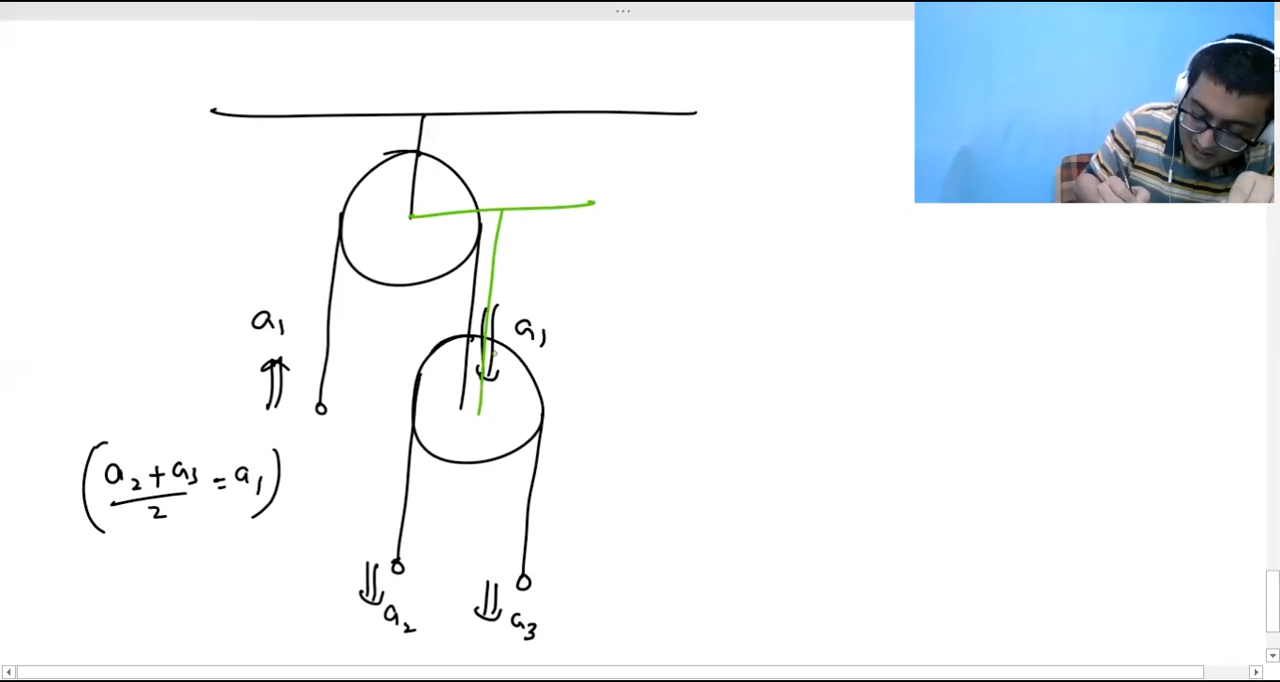 a₁
a₁
(a₂ + a₃ / 2 = a₁)
a₂
a₃